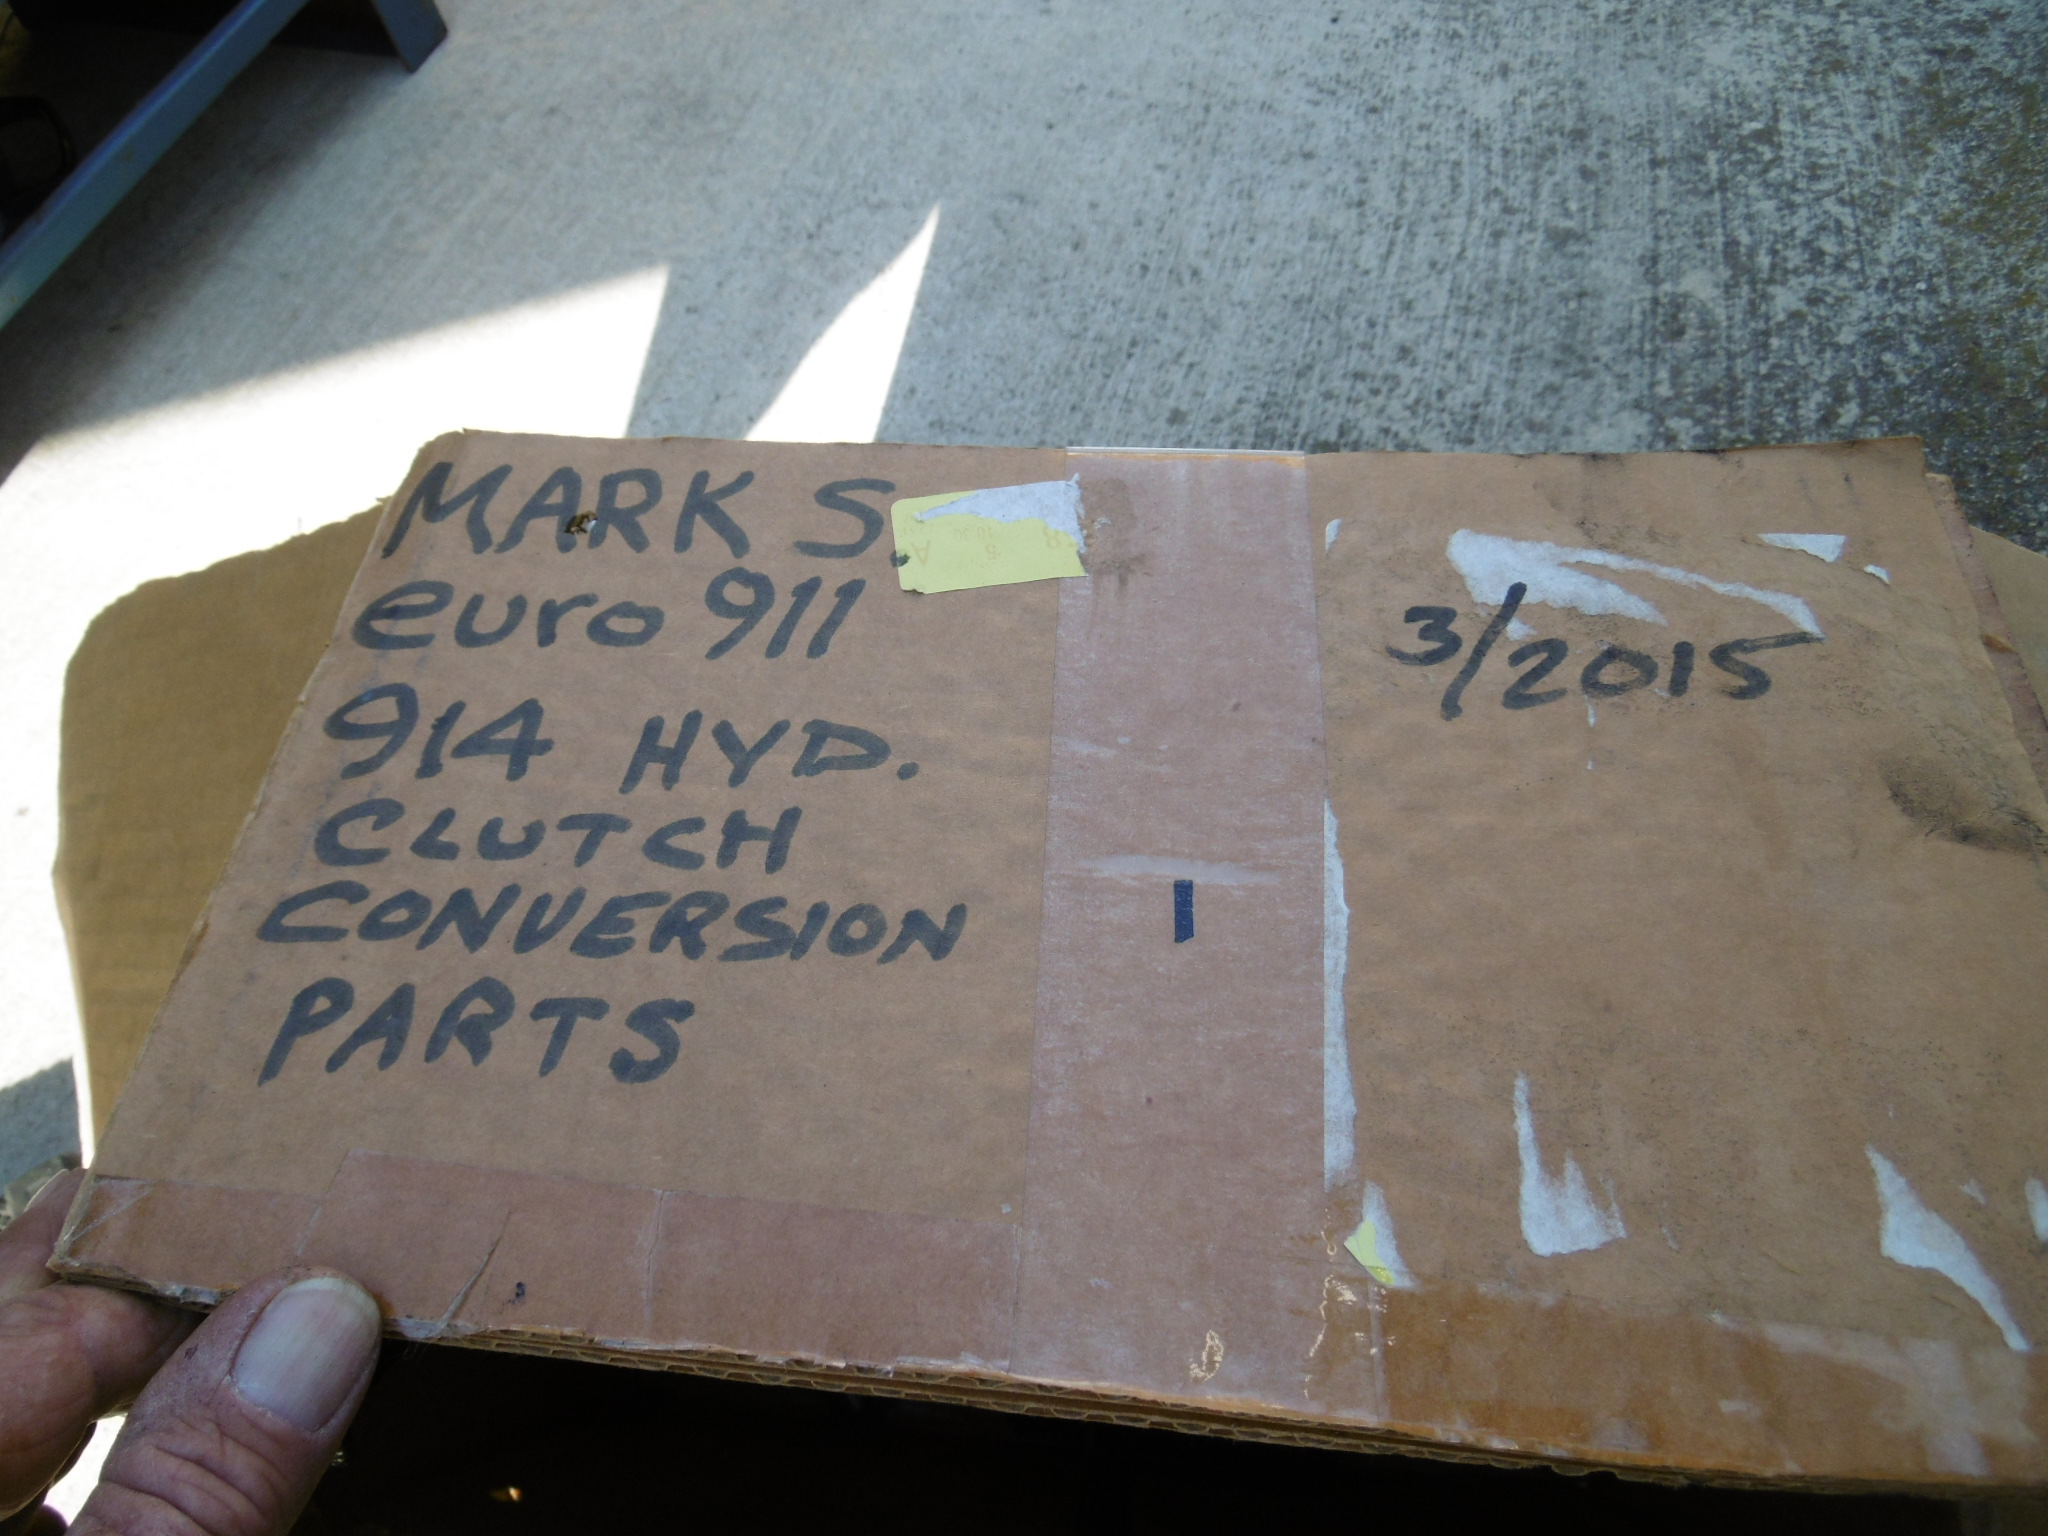 MARK S.
euro 911
914 HYD.
CLUTCH
CONVERSION
PARTS
3/2015